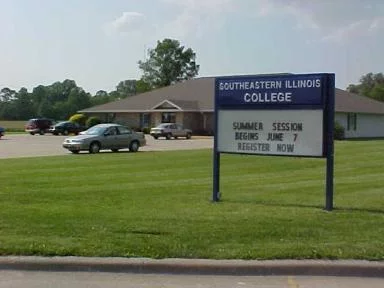 SOUTHEASTERN ILLINOIS
COLLEGE
SUMMER SESSION
BEGINS JUNE 7
REGISTER NOW